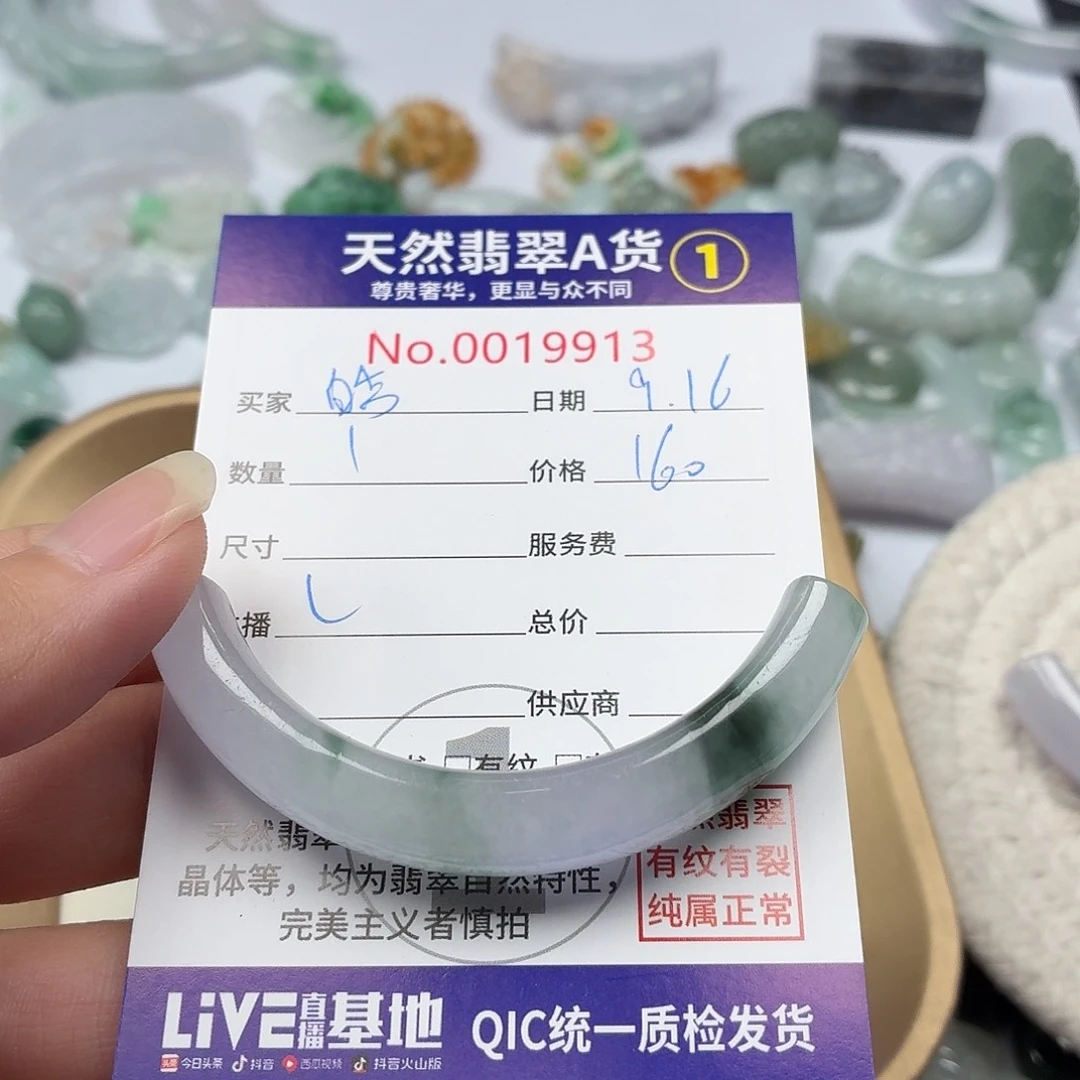 天然翡翠A货 1
尊贵奢华，更显与众不同
No.0019913
买家 皓 日期 9.16
数量 1 价格 160
尺寸 服务费
播 L 总价
供应商
有纹
天然翡翠
晶体等，均为翡翠自然特性，
完美主义者慎拍
然翡翠
有纹有裂
纯属正常
LiVE直播基地 QIC统一质检发货
头条 今日头条 抖音 西瓜视频 抖音火山版